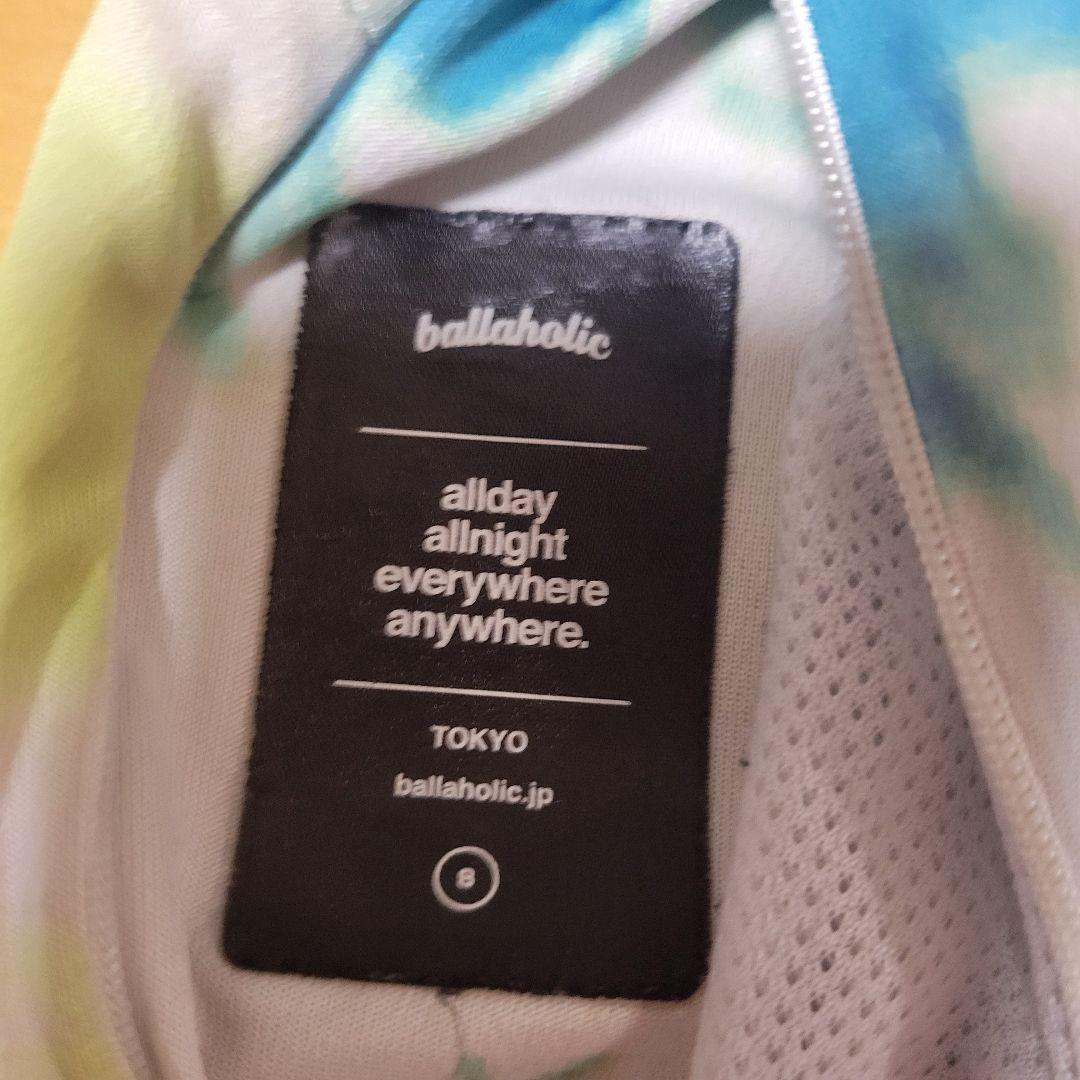 ballaholic
allday
allnight
everywhere
anywhere.
TOKYO
ballaholic.jp